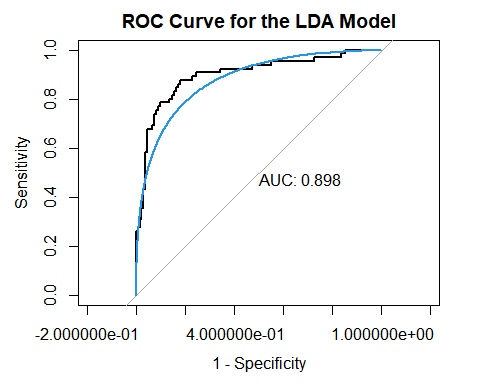 ROC Curve for the LDA Model
1.0
0.8
0.6
0.4
0.2
0.0
Sensitivity
AUC: 0.898
-2.000000e-01 4.000000e-01 1.000000e+00
1 - Specificity